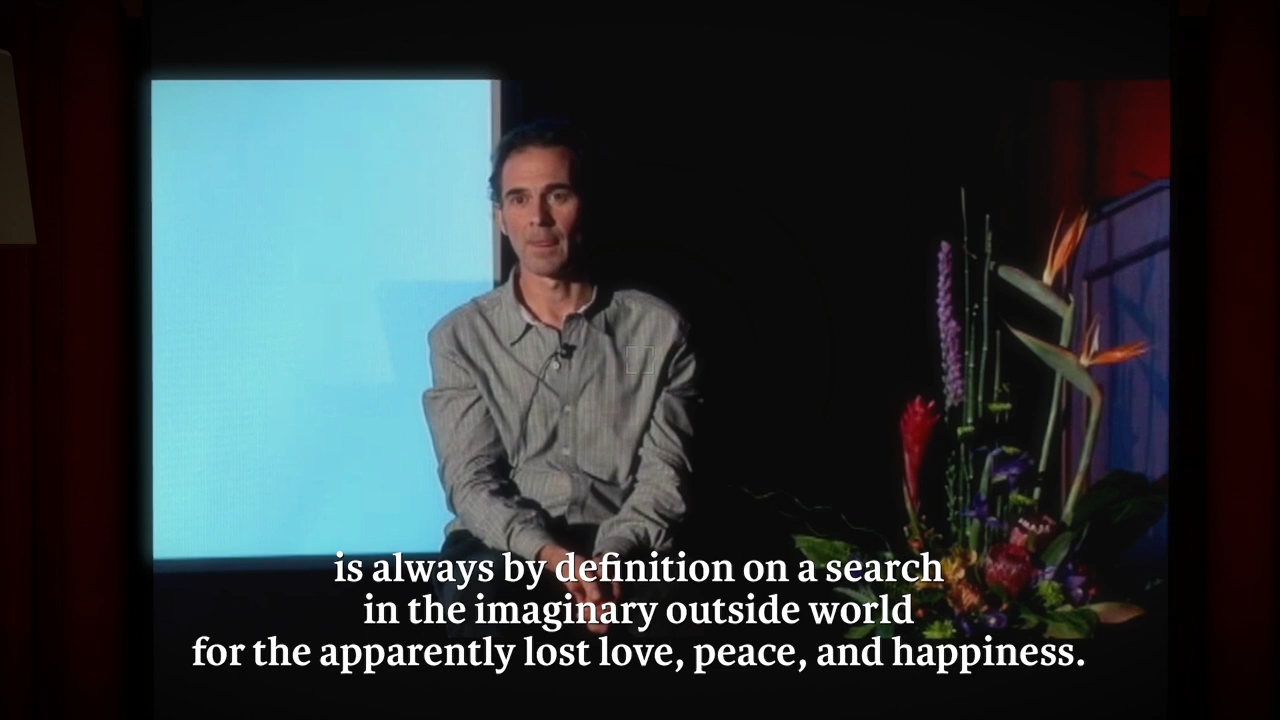 is always by definition on a search
in the imaginary outside world
for the apparently lost love, peace, and happiness.